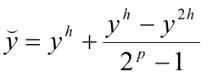 y̆ = y^h + (y^h − y^{2h}) / (2^p − 1)